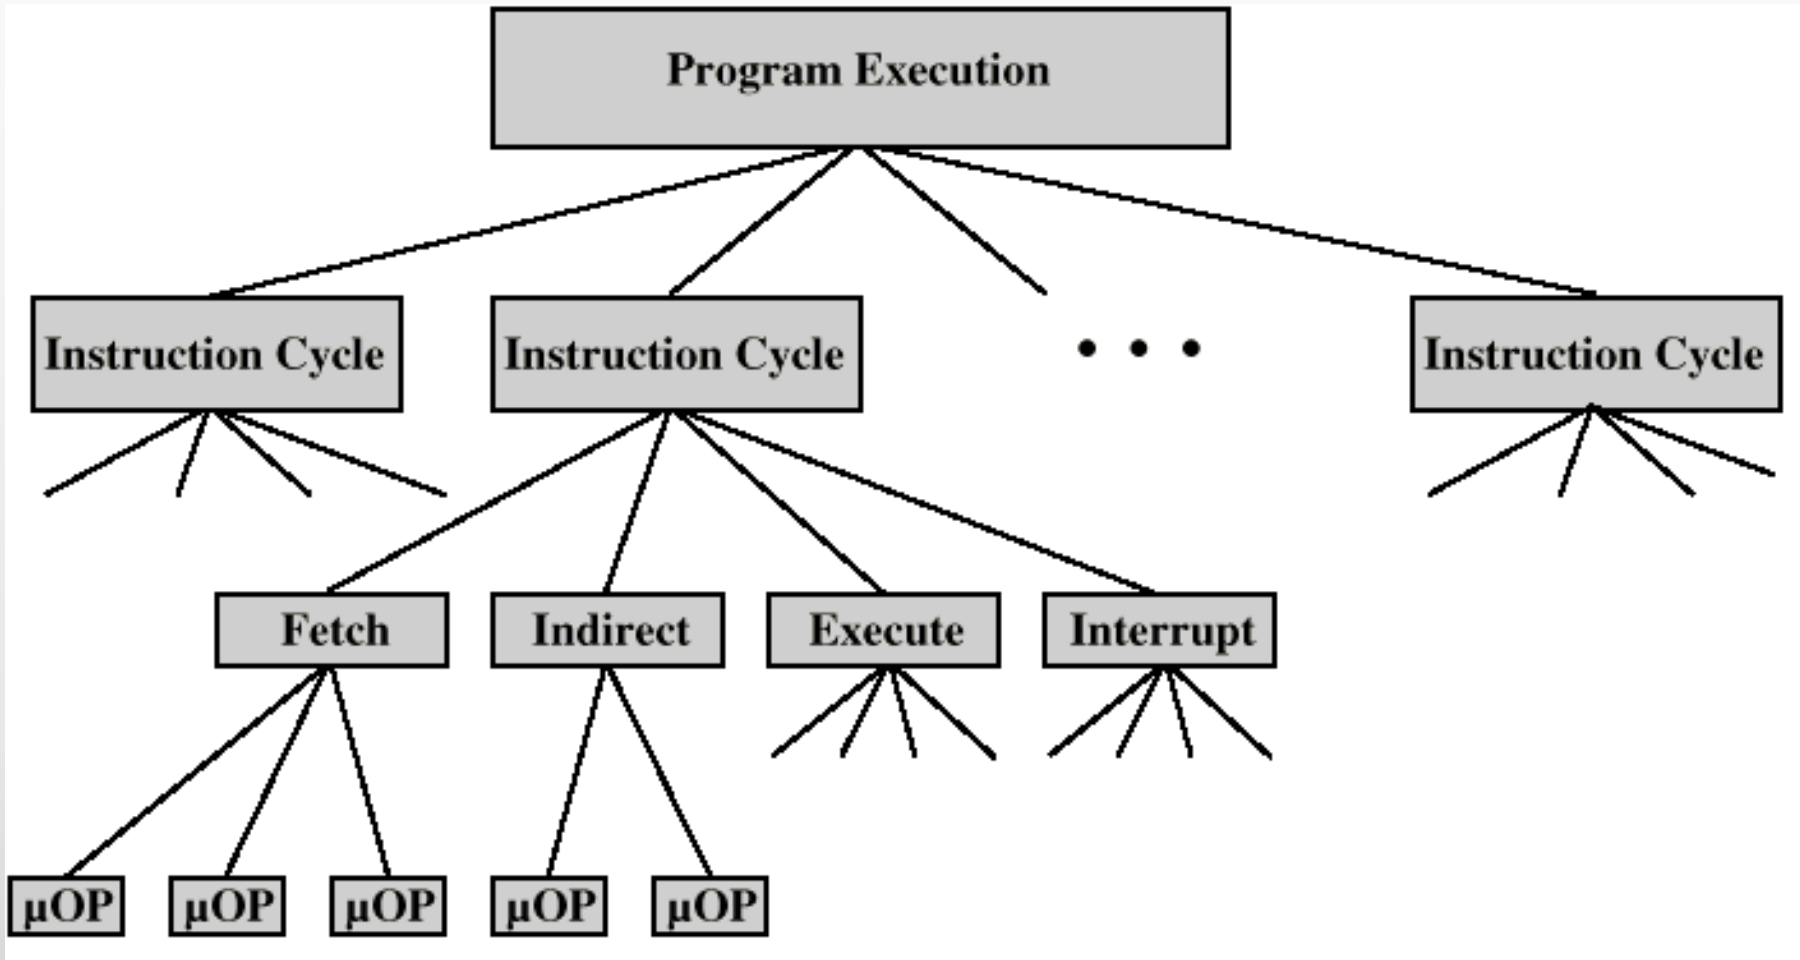 Program Execution
Instruction Cycle
Instruction Cycle
• • •
Instruction Cycle
Fetch
Indirect
Execute
Interrupt
µOP
µOP
µOP
µOP
µOP